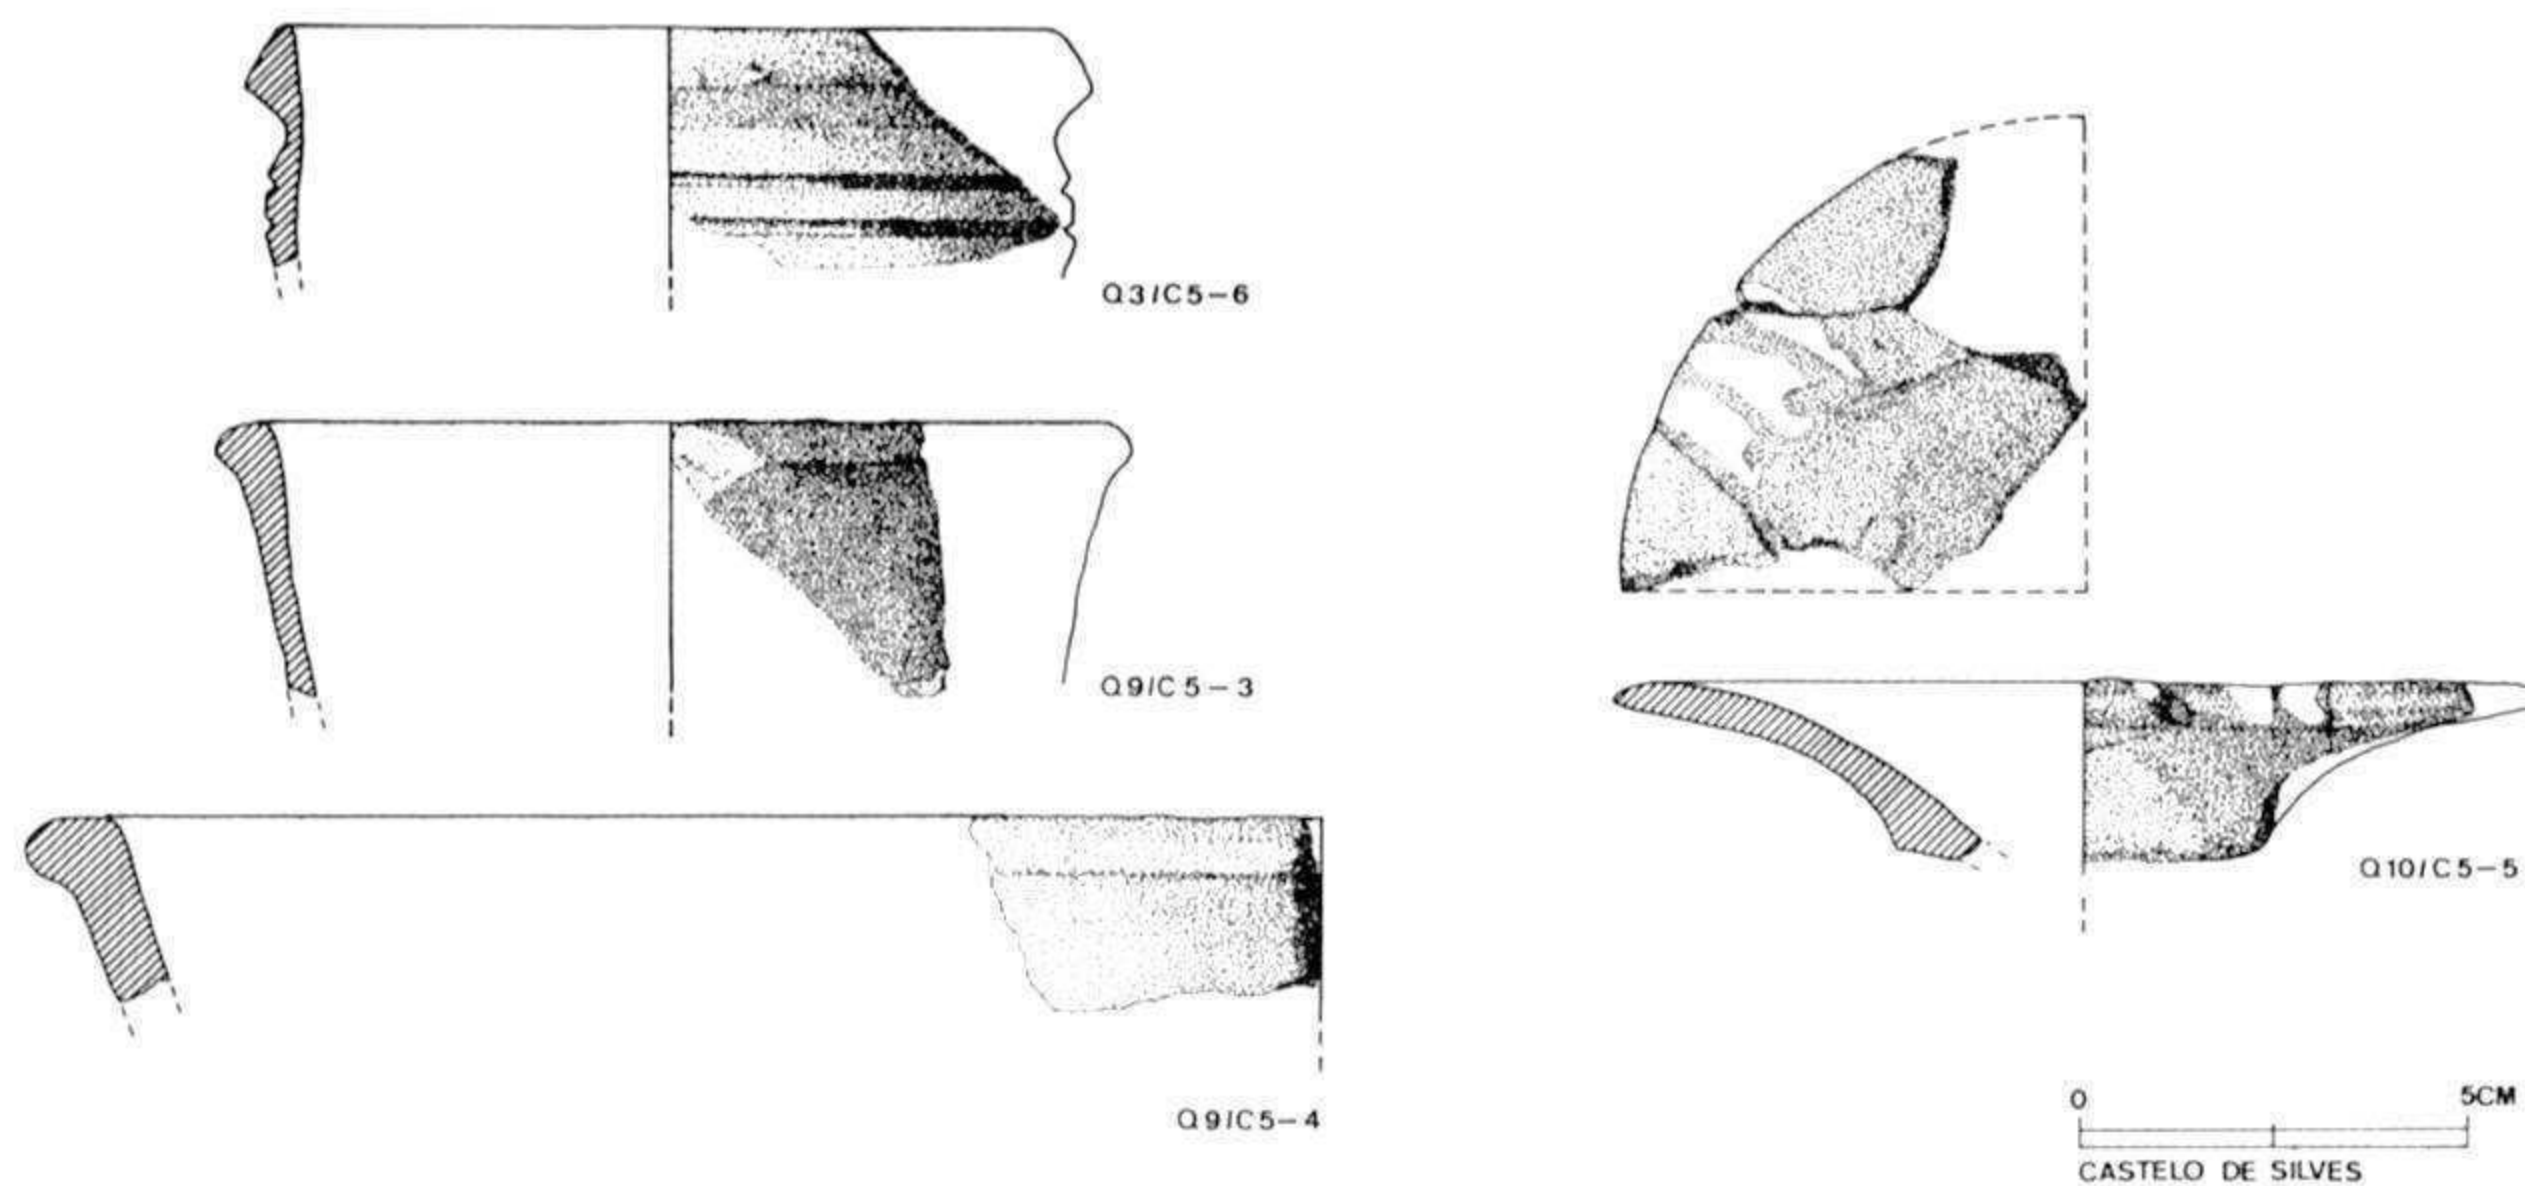 Q3/C5-6
Q9/C5-3
Q9/C5-4
Q10/C5-5
0 5CM
CASTELO DE SILVES